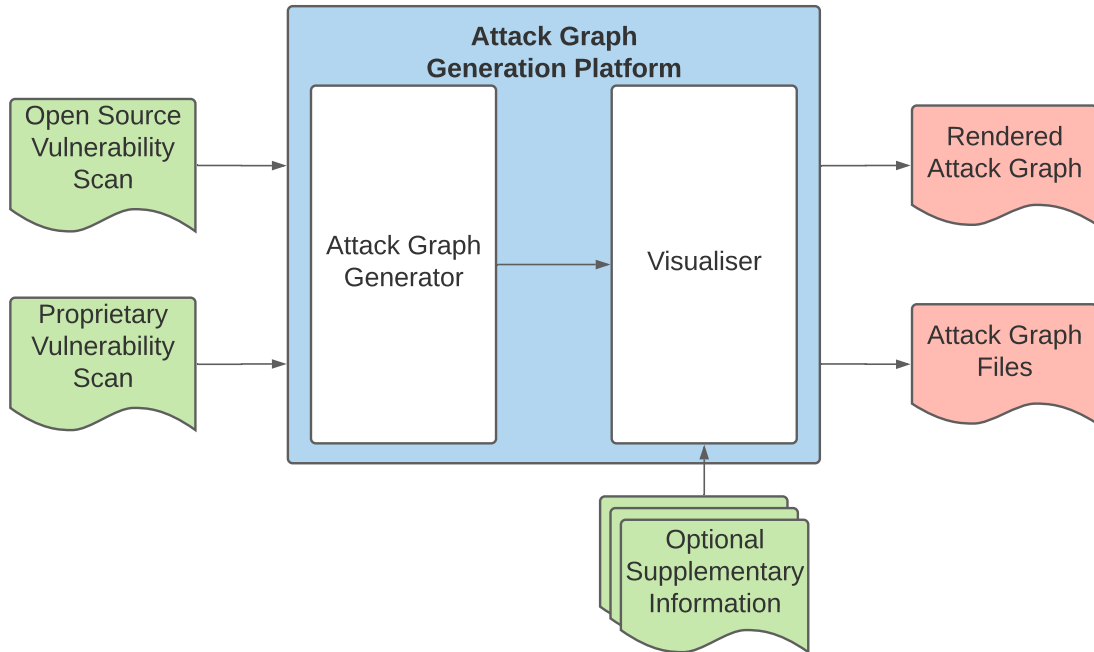 Attack Graph
Generation Platform
Open Source
Vulnerability
Scan
Proprietary
Vulnerability
Scan
Attack Graph
Generator
Visualiser
Rendered
Attack Graph
Attack Graph
Files
Optional
Supplementary
Information